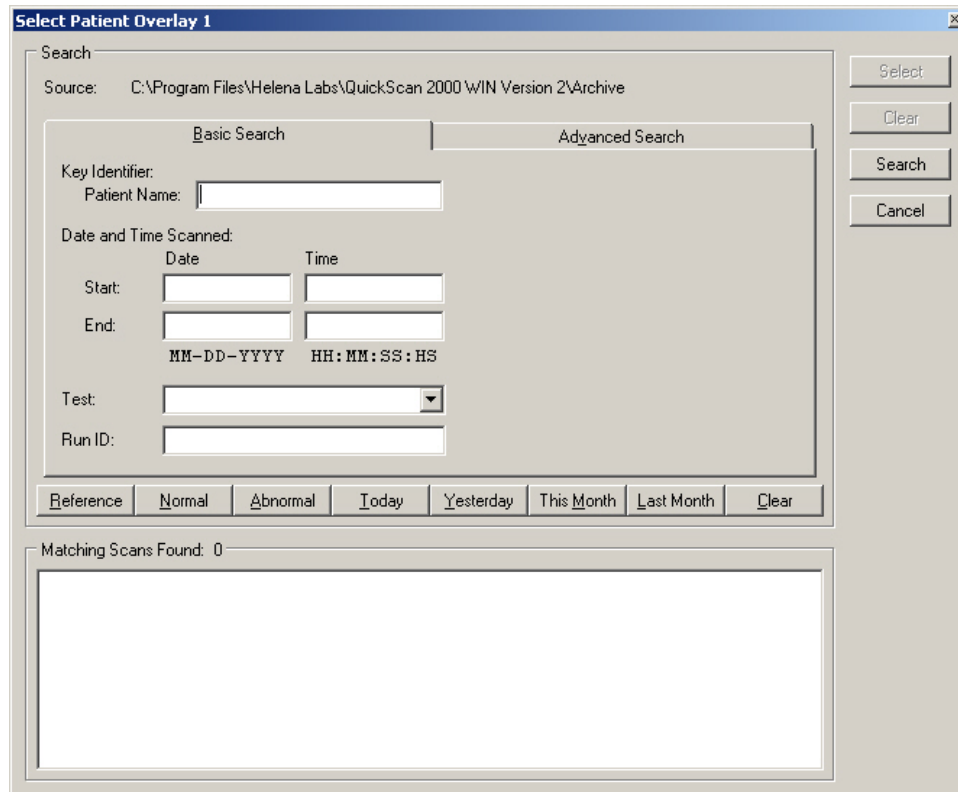 Select Patient Overlay 1
Search
Source: C:\Program Files\Helena Labs\QuickScan 2000 WIN Version 2\Archive
Select
Clear
Search
Cancel
Basic Search Advanced Search
Key Identifier:
Patient Name:
Date and Time Scanned:
Date Time
Start:
End:
MM-DD-YYYY HH:MM:SS:HS
Test:
Run ID:
Reference Normal Abnormal Today Yesterday This Month Last Month Clear
Matching Scans Found: 0